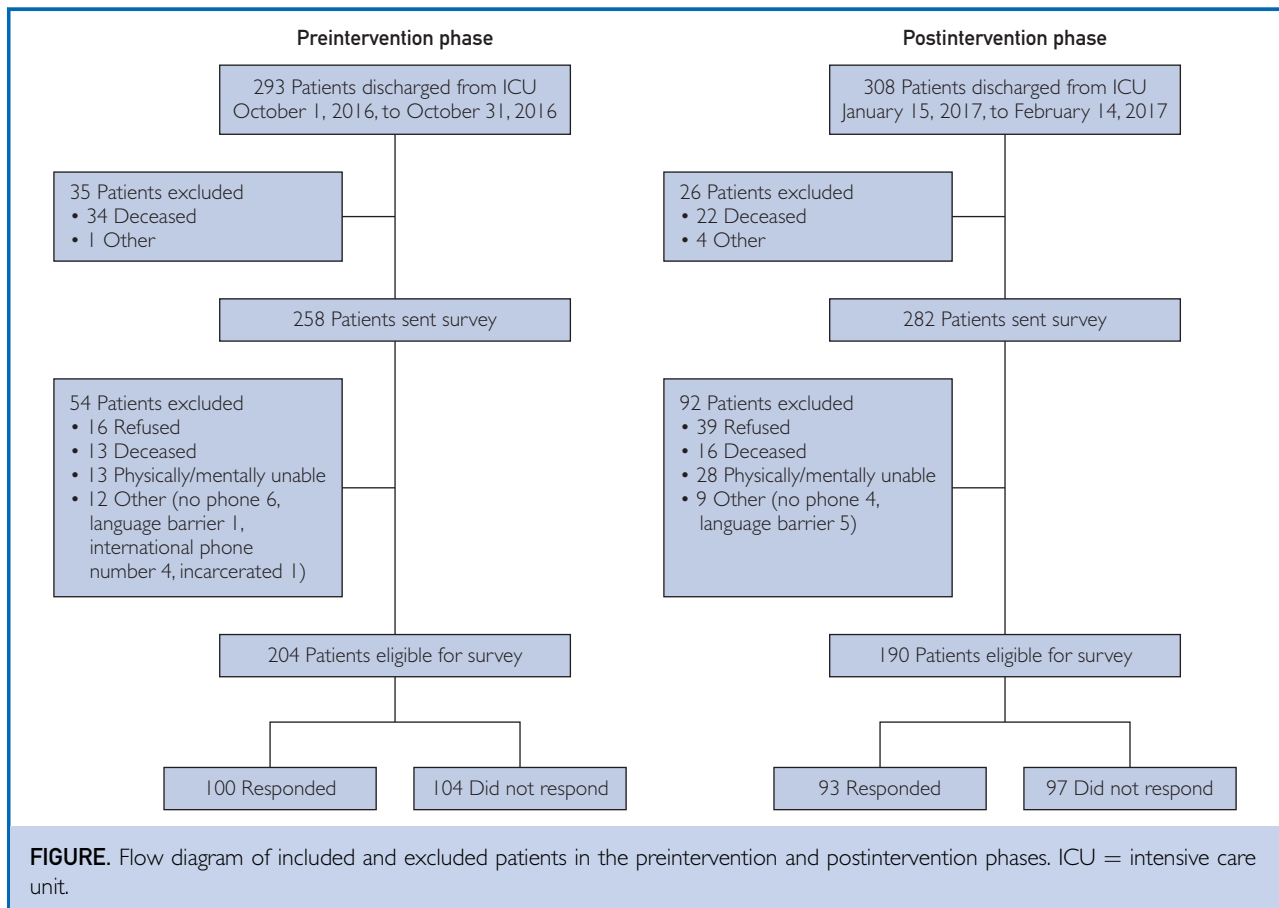 Preintervention phase
293 Patients discharged from ICU
October 1, 2016, to October 31, 2016
35 Patients excluded
• 34 Deceased
• 1 Other
258 Patients sent survey
54 Patients excluded
• 16 Refused
• 13 Deceased
• 13 Physically/mentally unable
• 12 Other (no phone 6,
language barrier 1,
international phone
number 4, incarcerated 1)
204 Patients eligible for survey
100 Responded
104 Did not respond
Postintervention phase
308 Patients discharged from ICU
January 15, 2017, to February 14, 2017
26 Patients excluded
• 22 Deceased
• 4 Other
282 Patients sent survey
92 Patients excluded
• 39 Refused
• 16 Deceased
• 28 Physically/mentally unable
• 9 Other (no phone 4,
language barrier 5)
190 Patients eligible for survey
93 Responded
97 Did not respond
FIGURE. Flow diagram of included and excluded patients in the preintervention and postintervention phases. ICU = intensive care
unit.